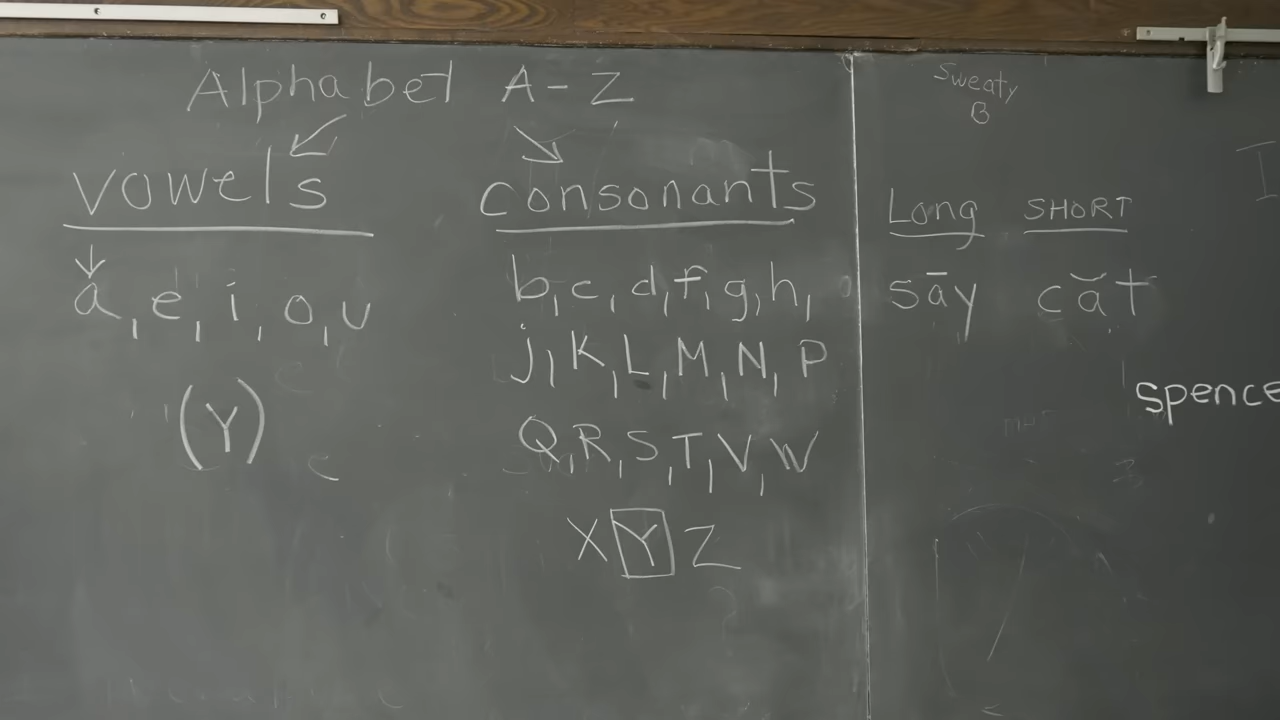 Alphabet A-Z
vowels
consonants
a, e, i, o, u
(Y)
b, c, d, f, g, h,
j, K, L, M, N, P
Q, R, S, T, V, W
X Y Z
Sweaty
B
Long SHORT
sāy căt
spence